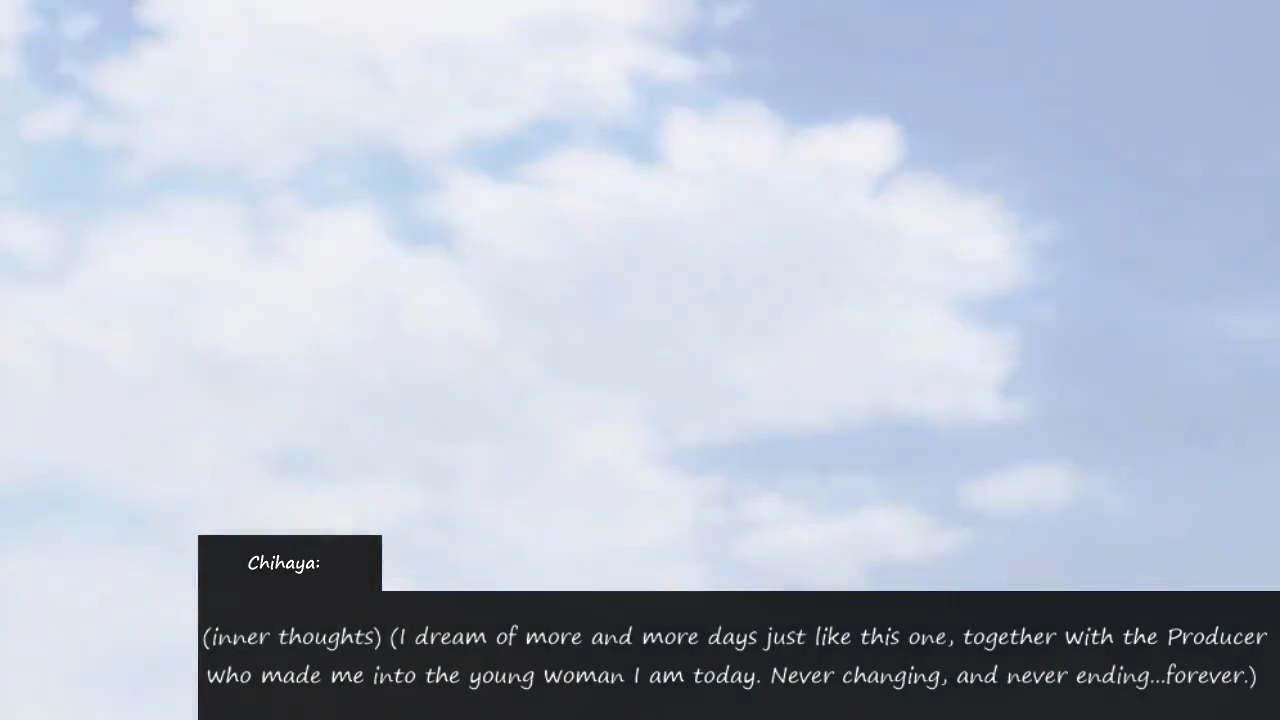 Chihaya:
(inner thoughts) (I dream of more and more days just like this one, together with the Producer
who made me into the young woman I am today. Never changing, and never ending...forever.)